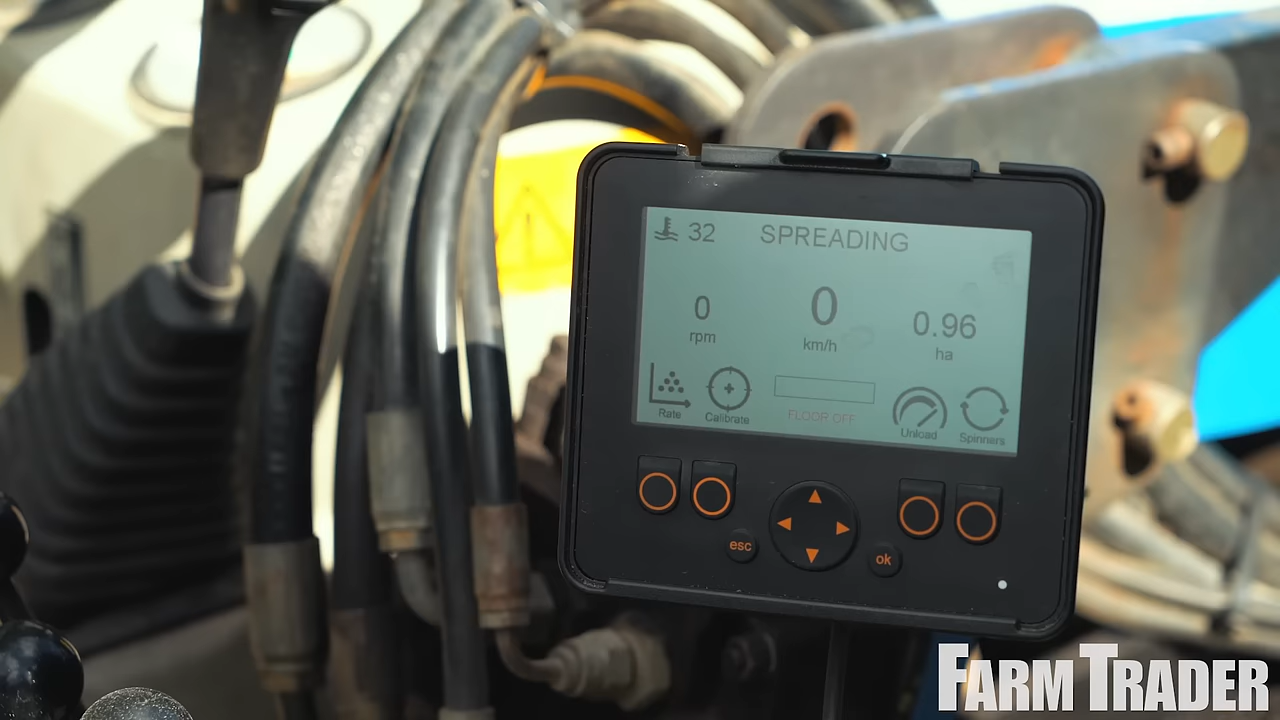 32 SPREADING
0 0 0.96
rpm km/h ha
Rate Calibrate FLOOR OFF Unload Spinners
esc ok
FARM TRADER